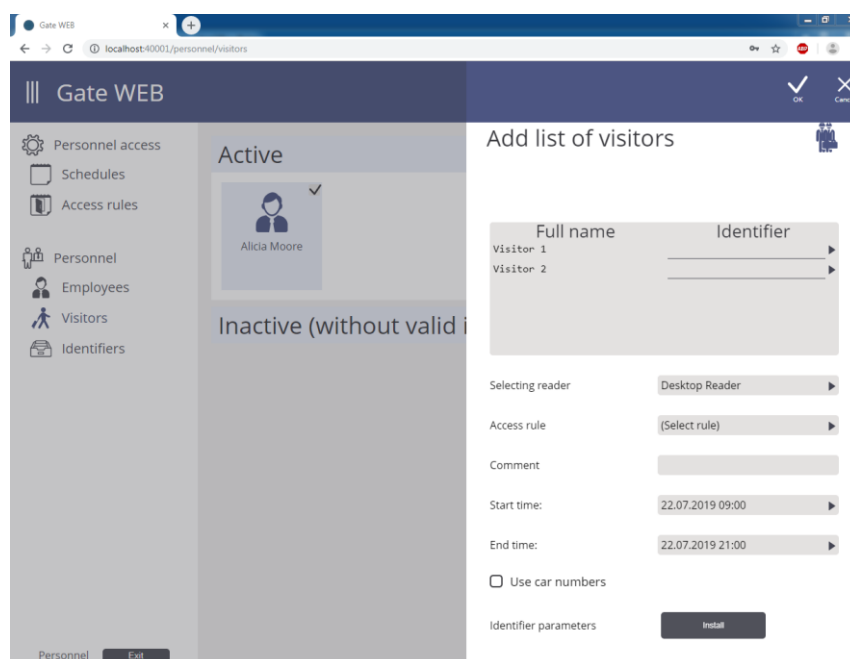 Gate WEB
localhost:40001/personnel/visitors
ABP
Gate WEB
OK
Personnel access
Schedules
Access rules
Personnel
Employees
Visitors
Identifiers
Personnel
Exit
Active
Alicia Moore
Inactive (without valid
Add list of visitors
Full name Identifier
Visitor 1
Visitor 2
Selecting reader Desktop Reader
Access rule (Select rule)
Comment
Start time: 22.07.2019 09:00
End time: 22.07.2019 21:00
Use car numbers
Identifier parameters Install